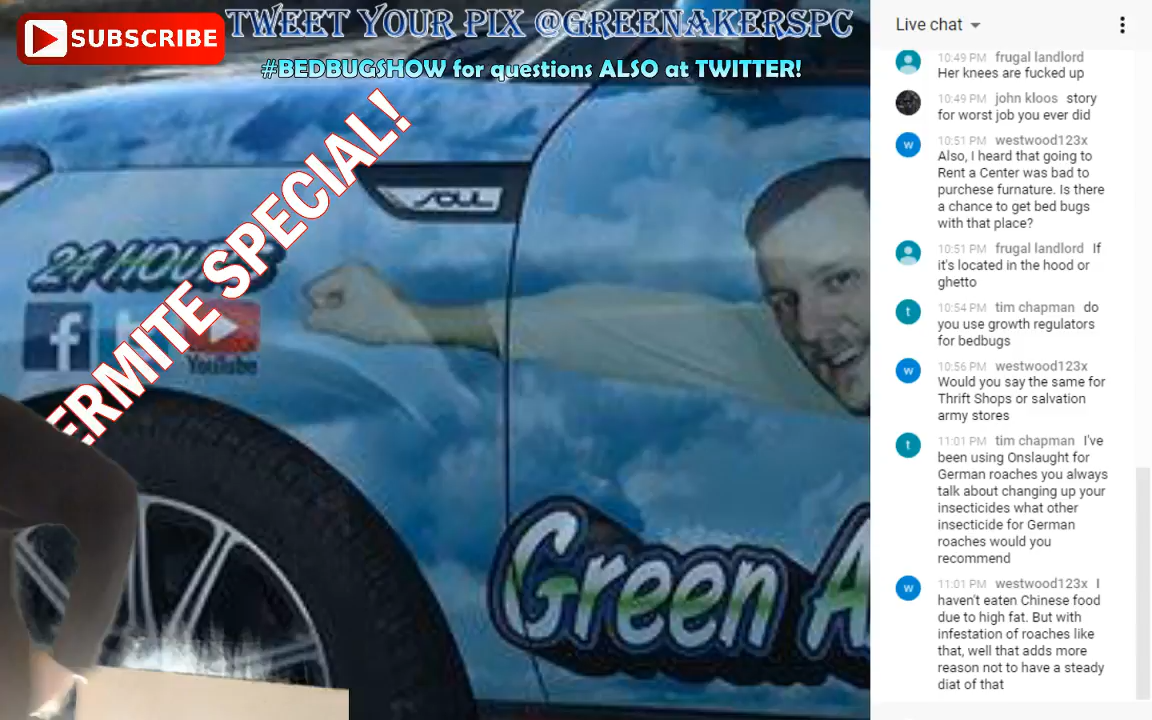 SUBSCRIBE
TWEET YOUR PIX @GREENAKERSPC
#BEDBUGSHOW for questions ALSO at TWITTER!
ERMITE SPECIAL!
SOUL
24 HOURS
Youtube
Green A
Live chat
10:49 PM frugal landlord
Her knees are fucked up
10:49 PM john kloos story
for worst job you ever did
10:51 PM westwood123x
Also, I heard that going to
Rent a Center was bad to
purchese furnature. Is there
a chance to get bed bugs
with that place?
10:51 PM frugal landlord If
it's located in the hood or
ghetto
10:54 PM tim chapman do
you use growth regulators
for bedbugs
10:56 PM westwood123x
Would you say the same for
Thrift Shops or salvation
army stores
11:01 PM tim chapman I've
been using Onslaught for
German roaches you always
talk about changing up your
insecticides what other
insecticide for German
roaches would you
recommend
11:01 PM westwood123x I
haven't eaten Chinese food
due to high fat. But with
infestation of roaches like
that, well that adds more
reason not to have a steady
diat of that